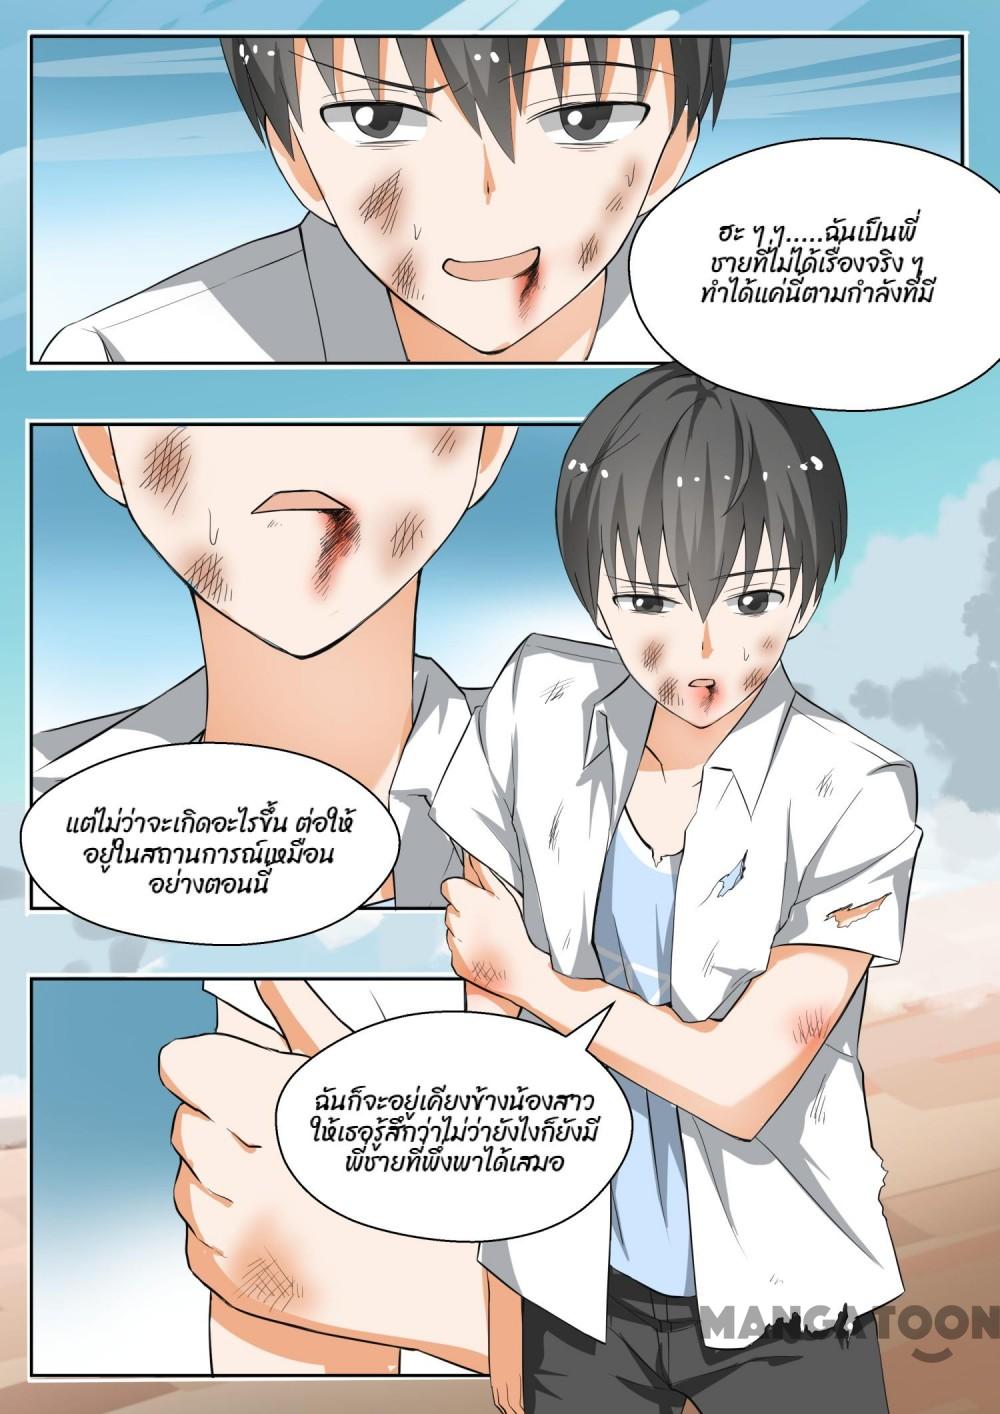 ฮะ ๆ ๆ.....ฉันเป็นพี่
ชายที่ไม่ได้เรื่องจริง ๆ
ทำได้แค่นี้ตามกำลังที่มี
แต่ไม่ว่าจะเกิดอะไรขึ้น ต่อให้
อยู่ในสถานการณ์เหมือน
อย่างตอนนี้
ฉันก็จะอยู่เคียงข้างน้องสาว
ให้เธอรู้สึกว่าไม่ว่ายังไงก็ยังมี
พี่ชายที่พึ่งพาได้เสมอ
MANGATOON